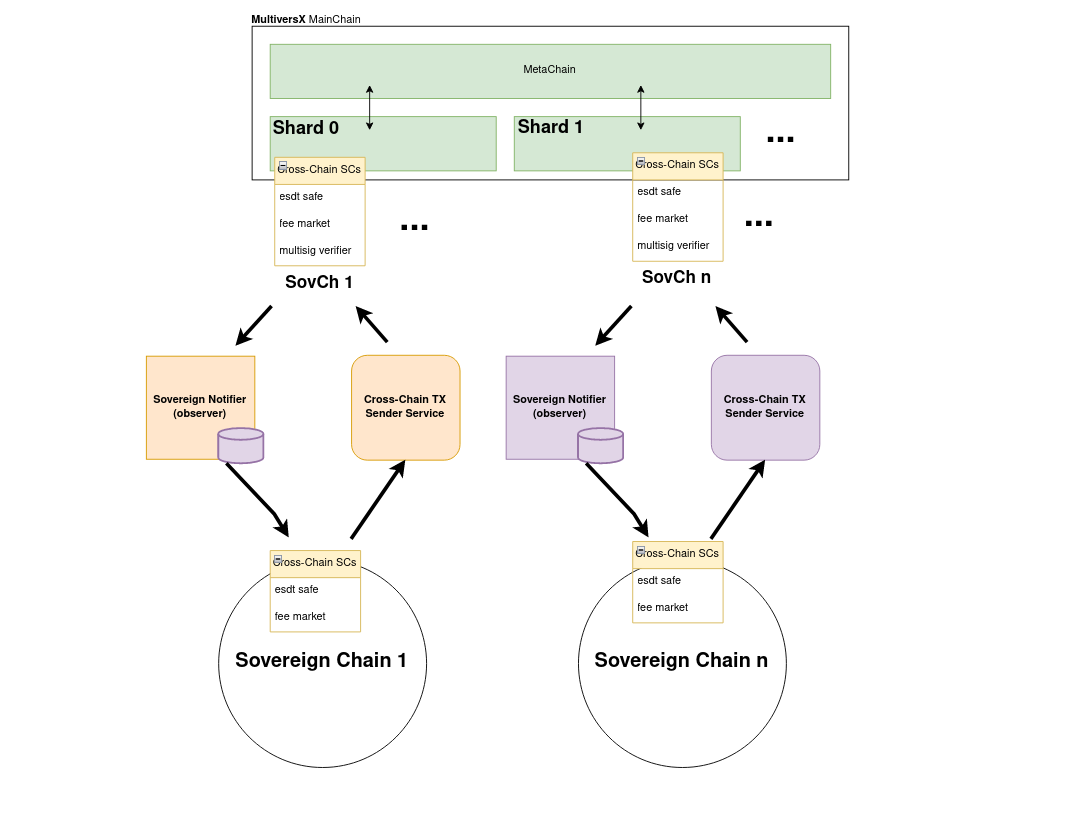 MultiversX MainChain
MetaChain
Shard 0
Shard 1
...
Cross-Chain SCs
esdt safe
fee market
multisig verifier
SovCh 1
...
Cross-Chain SCs
esdt safe
fee market
multisig verifier
SovCh n
...
Sovereign Notifier
(observer)
Cross-Chain TX
Sender Service
Sovereign Notifier
(observer)
Cross-Chain TX
Sender Service
Cross-Chain SCs
esdt safe
fee market
Sovereign Chain 1
Cross-Chain SCs
esdt safe
fee market
Sovereign Chain n